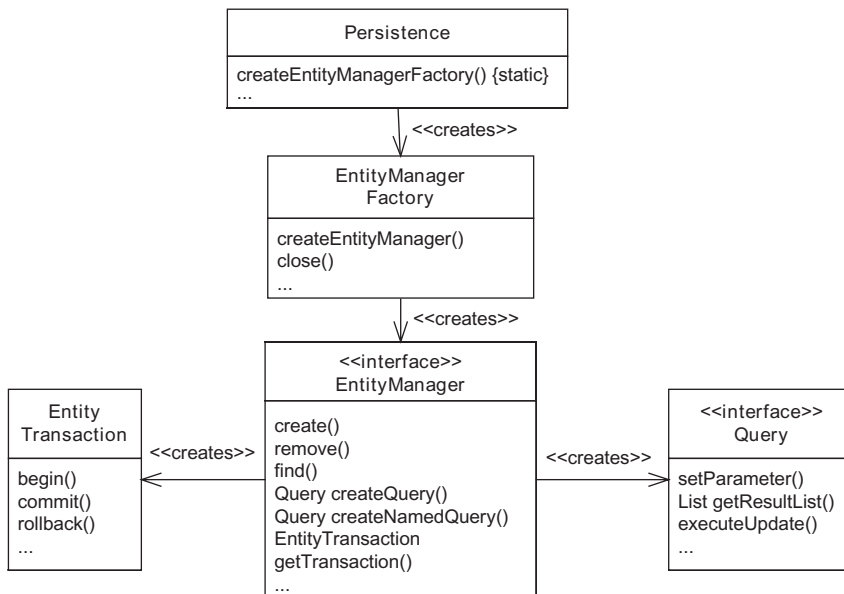 Persistence
createEntityManagerFactory() {static}
...
<<creates>>
EntityManager
Factory
createEntityManager()
close()
...
<<creates>>
<<interface>>
EntityManager
create()
remove()
find()
Query createQuery()
Query createNamedQuery()
EntityTransaction
getTransaction()
...
<<creates>>
Entity
Transaction
begin()
commit()
rollback()
...
<<creates>>
<<interface>>
Query
setParameter()
List getResultList()
executeUpdate()
...